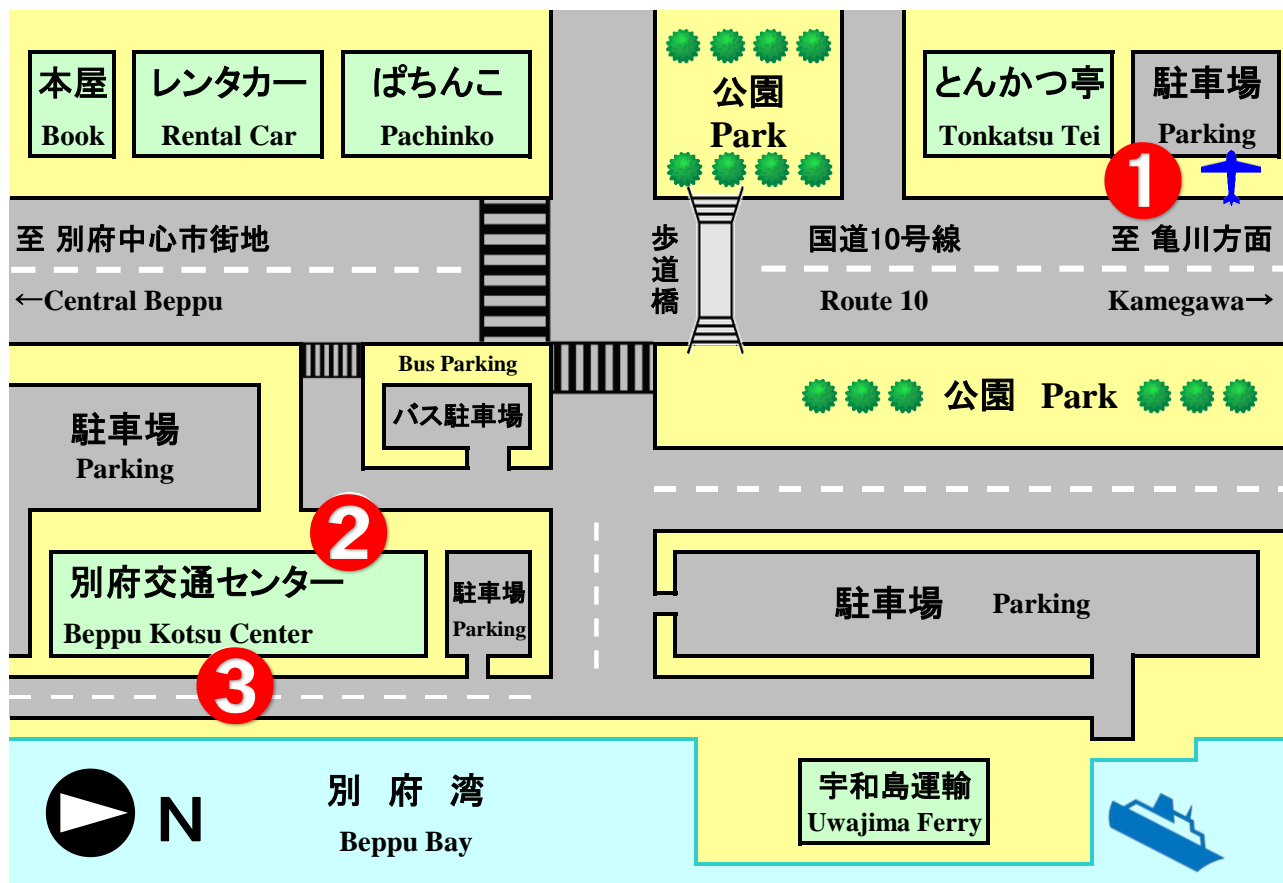 本屋
Book
レンタカー
Rental Car
ぱちんこ
Pachinko
公園
Park
とんかつ亭
Tonkatsu Tei
駐車場
Parking
1
至 別府中心市街地
←Central Beppu
歩道橋
国道10号線
Route 10
至 亀川方面
Kamegawa→
Bus Parking
バス駐車場
公園 Park
駐車場
Parking
2
別府交通センター
Beppu Kotsu Center
駐車場
Parking
駐車場 Parking
3
N
別府湾
Beppu Bay
宇和島運輸
Uwajima Ferry